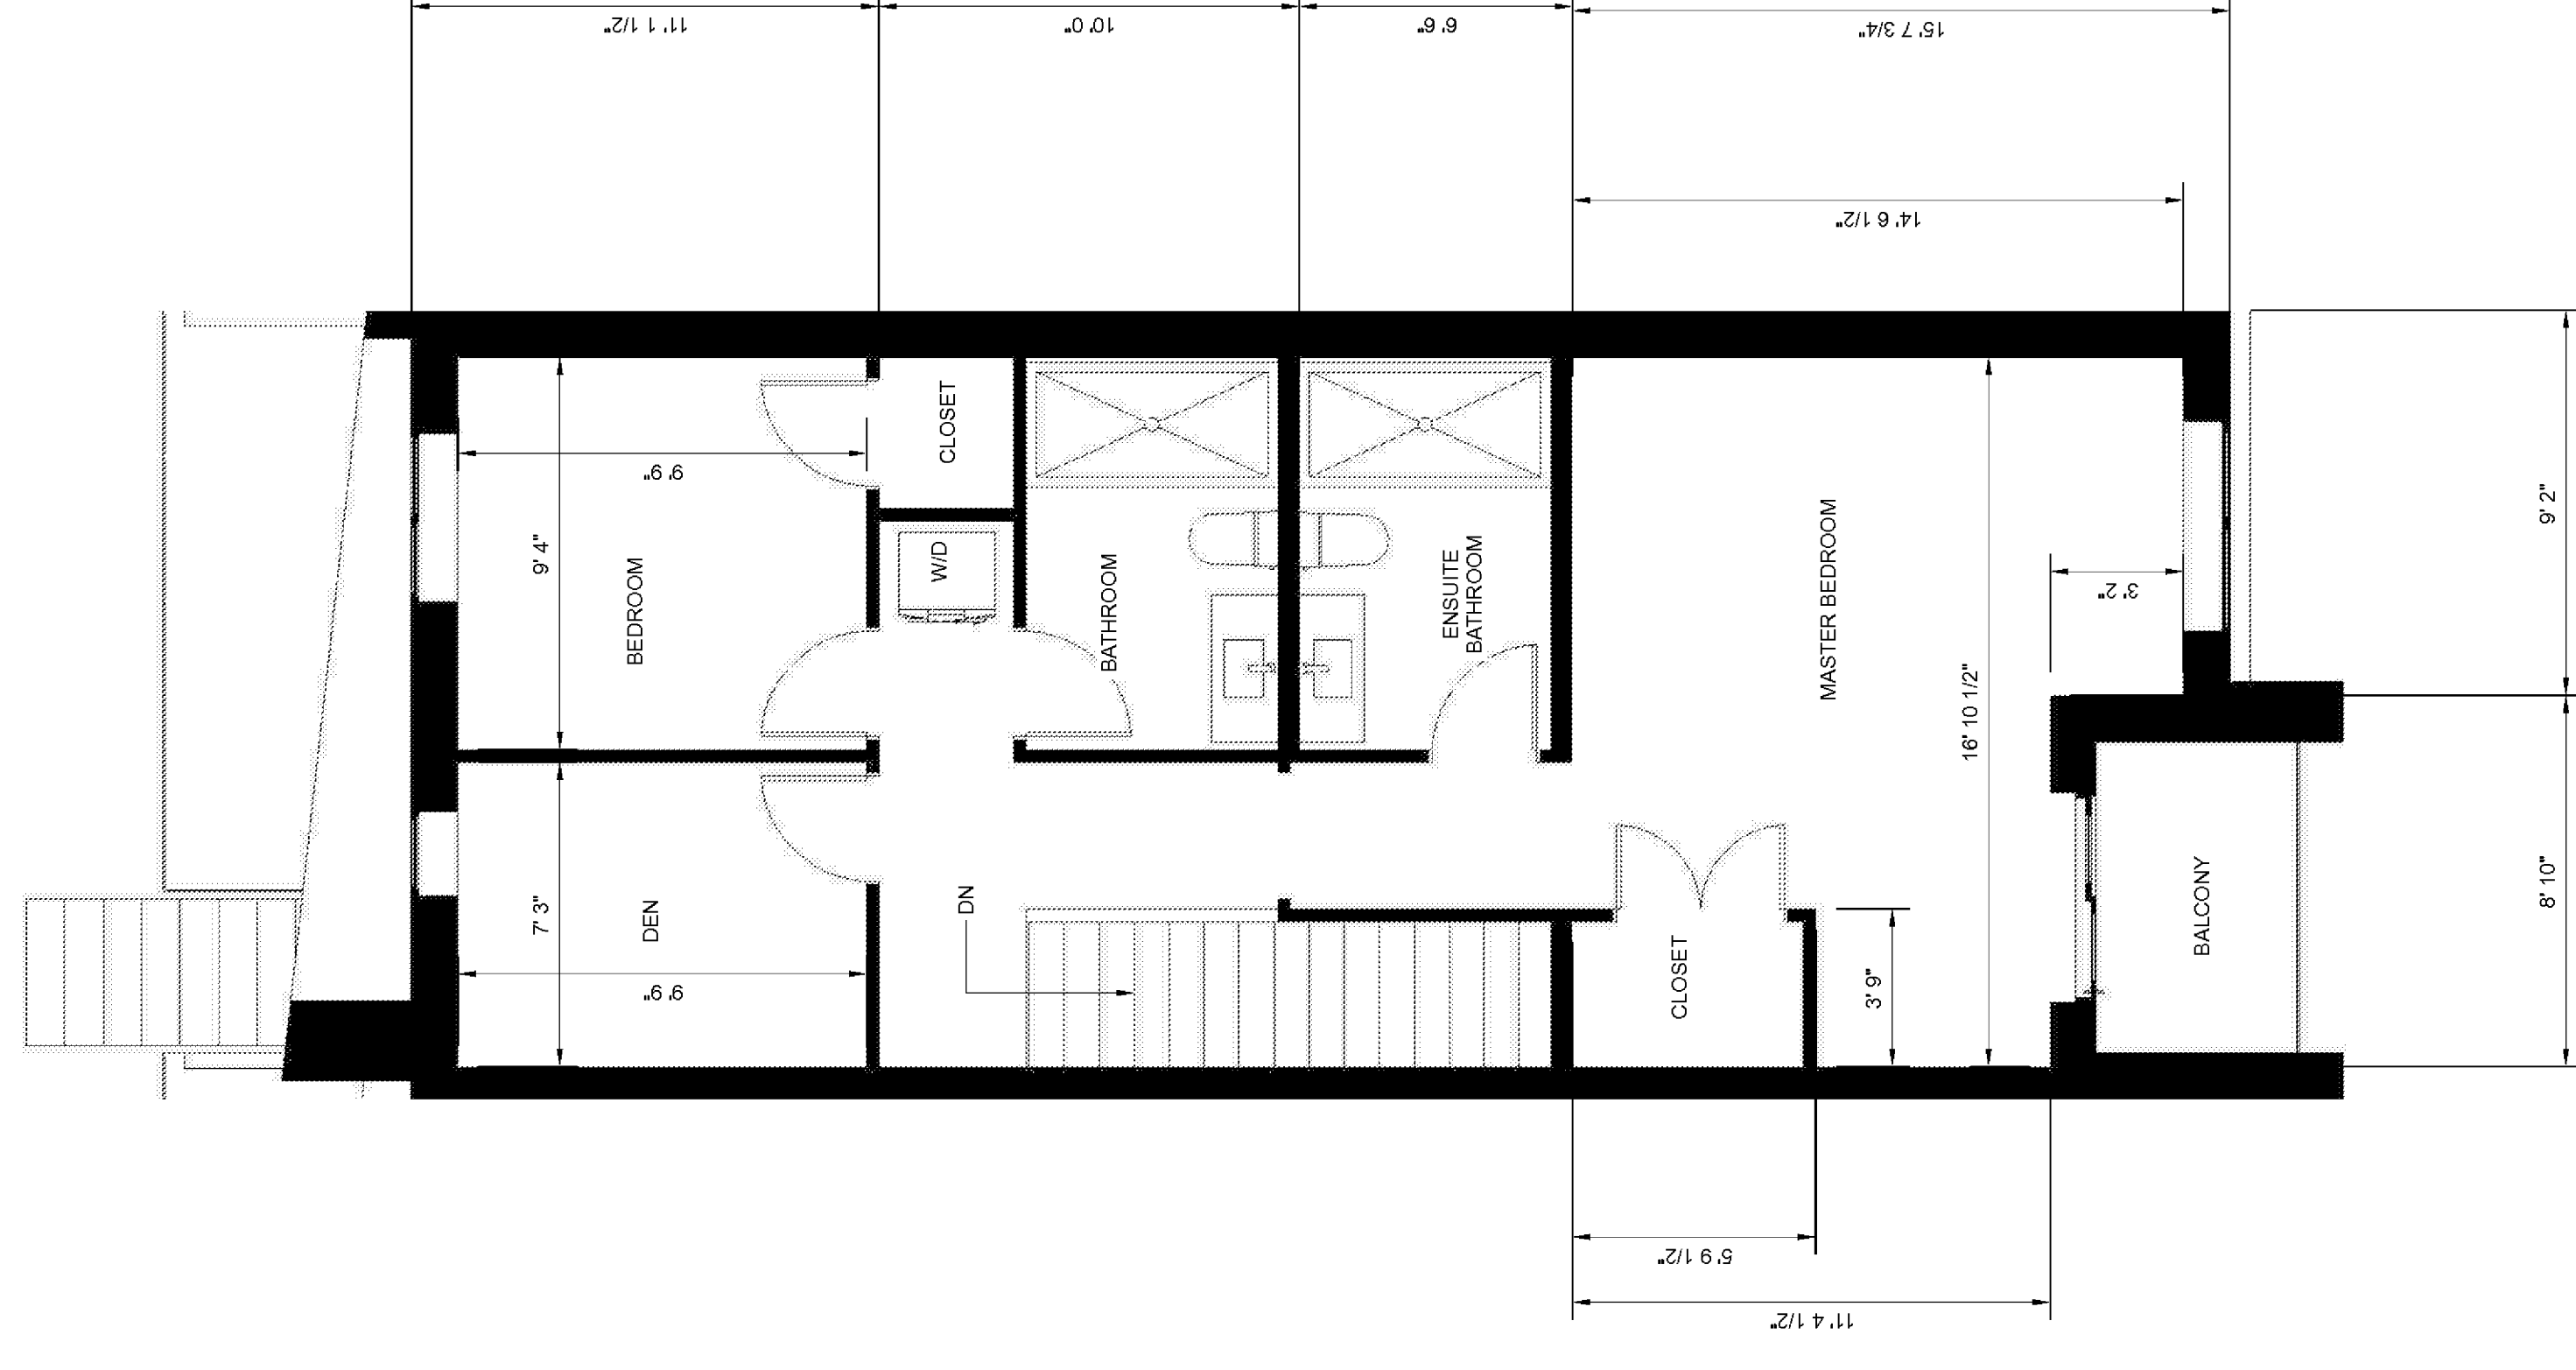 11' 1 1/2"
10' 0"
6' 6"
15' 7 3/4"
14' 6 1/2"
9' 9"
CLOSET
9' 4"
W/D
BEDROOM
BATHROOM
ENSUITE
BATHROOM
MASTER BEDROOM
3' 2"
9' 2"
16' 10 1/2"
7' 3"
DEN
DN
9' 9"
CLOSET
3' 9"
BALCONY
8' 10"
5' 9 1/2"
11' 4 1/2"